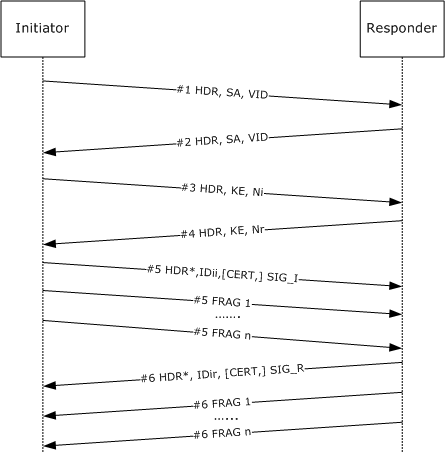 Initiator
Responder
#1 HDR, SA, VID
#2 HDR, SA, VID
#3 HDR, KE, Ni
#4 HDR, KE, Nr
#5 HDR*,IDii,[CERT,] SIG_I
#5 FRAG 1
.......
#5 FRAG n
#6 HDR*, IDir, [CERT,] SIG_R
#6 FRAG 1
......
#6 FRAG n